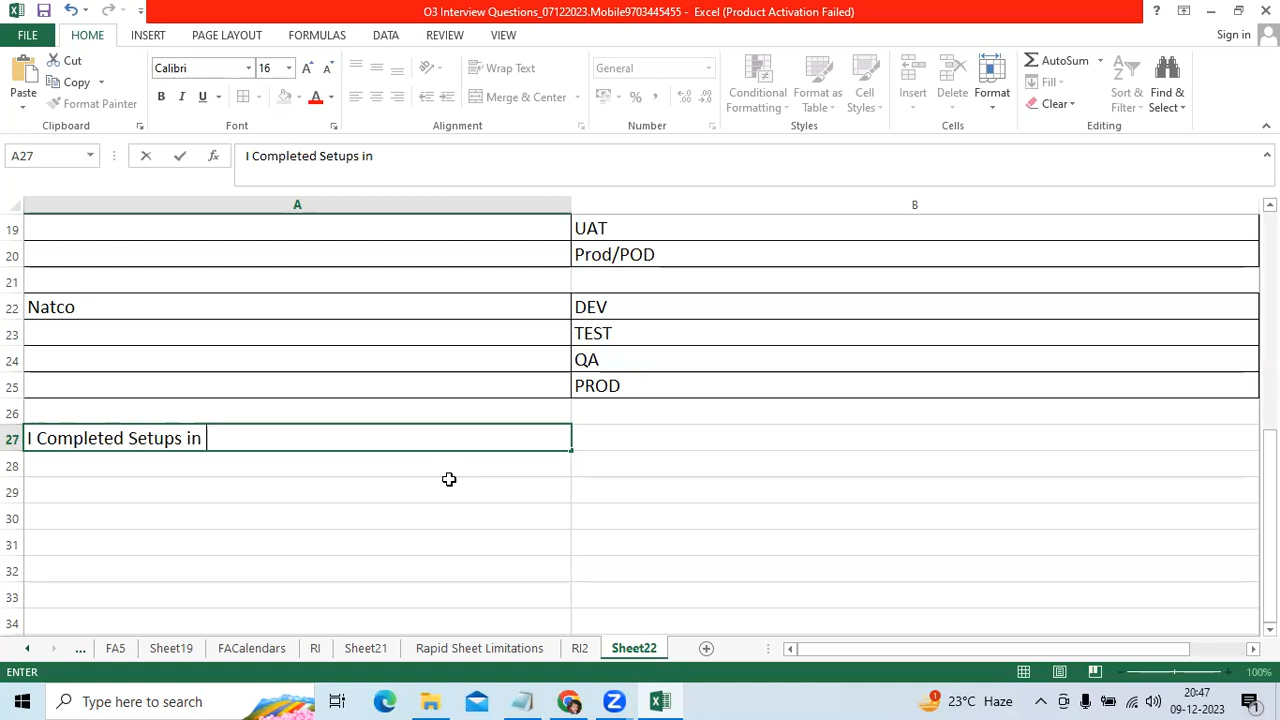 O3 Interview Questions_07122023.Mobile9703445455 - Excel (Product Activation Failed)
FILE HOME INSERT PAGE LAYOUT FORMULAS DATA REVIEW VIEW Sign in
Cut
Copy
Format Painter
Paste
Clipboard
Calibri 16
B I U
Font
Wrap Text
Merge & Center
Alignment
General
Number
Conditional Formatting
Format as Table
Cell Styles
Styles
Insert Delete Format
Cells
AutoSum
Fill
Clear
Sort & Filter
Find & Select
Editing
A27 fx I Completed Setups in
A B
19 UAT
20 Prod/POD
21
22 Natco DEV
23 TEST
24 QA
25 PROD
26
27 I Completed Setups in
28
29
30
31
32
33
34
... FA5 Sheet19 FACalendars RI Sheet21 Rapid Sheet Limitations RI2 Sheet22
ENTER 100%
Type here to search 23°C Haze 20:47
09-12-2023